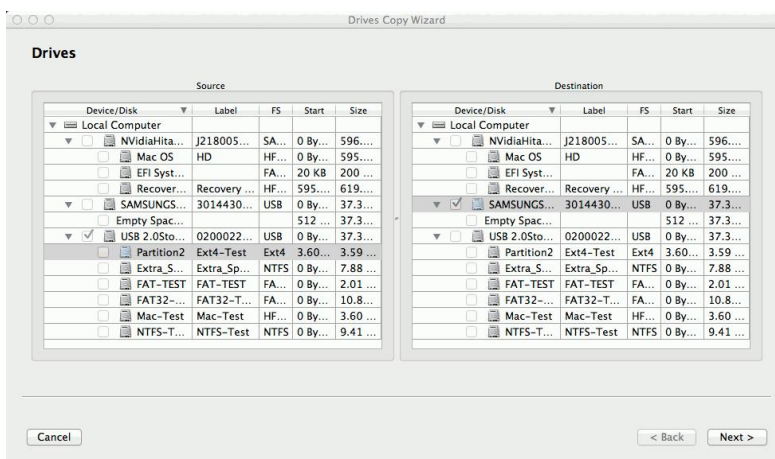 Drives Copy Wizard
Drives
Source
Device/Disk Label FS Start Size
Local Computer
NVidiaHita... J218005... SA... 0 By... 596....
Mac OS HD HF... 0 By... 595....
EFI Syst... FA... 20 KB 200 ...
Recover... Recovery ... HF... 595.... 619....
SAMSUNGS... 3014430... USB 0 By... 37.3...
Empty Spac... 512 ... 37.3...
USB 2.0Sto... 0200022... USB 0 By... 37.3...
Partition2 Ext4-Test Ext4 3.60... 3.59 ...
Extra_S... Extra_Sp... NTFS 0 By... 7.88 ...
FAT-TEST FAT-TEST FA... 0 By... 2.01 ...
FAT32-... FAT32-T... FA... 0 By... 10.8...
Mac-Test Mac-Test HF... 0 By... 3.60 ...
NTFS-T... NTFS-Test NTFS 0 By... 9.41 ...
Destination
Device/Disk Label FS Start Size
Local Computer
NVidiaHita... J218005... SA... 0 By... 596....
Mac OS HD HF... 0 By... 595....
EFI Syst... FA... 20 KB 200 ...
Recover... Recovery ... HF... 595.... 619....
SAMSUNGS... 3014430... USB 0 By... 37.3...
Empty Spac... 512 ... 37.3...
USB 2.0Sto... 0200022... USB 0 By... 37.3...
Partition2 Ext4-Test Ext4 3.60... 3.59 ...
Extra_S... Extra_Sp... NTFS 0 By... 7.88 ...
FAT-TEST FAT-TEST FA... 0 By... 2.01 ...
FAT32-... FAT32-T... FA... 0 By... 10.8...
Mac-Test Mac-Test HF... 0 By... 3.60 ...
NTFS-T... NTFS-Test NTFS 0 By... 9.41 ...
Cancel < Back Next >